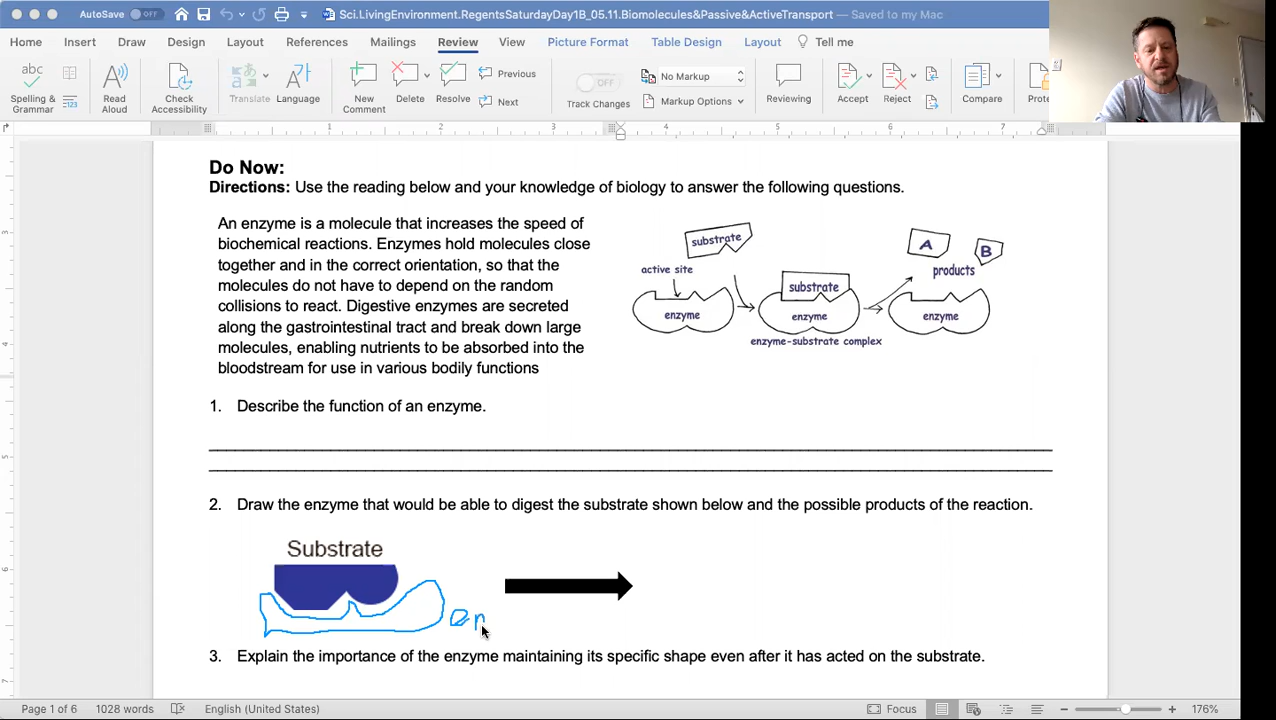 AutoSave OFF Sci.LivingEnvironment.RegentsSaturdayDay1B_05.11.Biomolecules&Passive&ActiveTransport — Saved to my Mac
Home Insert Draw Design Layout References Mailings Review View Picture Format Table Design Layout Tell me
Spelling & Grammar
Read Aloud
Check Accessibility
Translate
Language
New Comment
Delete
Resolve
Previous
Next
OFF
Track Changes
No Markup
Markup Options
Reviewing
Accept
Reject
Compare
Prote
1 2 3 4 5 6 7
Do Now:
Directions: Use the reading below and your knowledge of biology to answer the following questions.
An enzyme is a molecule that increases the speed of
biochemical reactions. Enzymes hold molecules close
together and in the correct orientation, so that the
molecules do not have to depend on the random
collisions to react. Digestive enzymes are secreted
along the gastrointestinal tract and break down large
molecules, enabling nutrients to be absorbed into the
bloodstream for use in various bodily functions
substrate
active site
enzyme
substrate
enzyme
enzyme-substrate complex
A
B
products
enzyme
1. Describe the function of an enzyme.
2. Draw the enzyme that would be able to digest the substrate shown below and the possible products of the reaction.
Substrate
en
3. Explain the importance of the enzyme maintaining its specific shape even after it has acted on the substrate.
Page 1 of 6 1028 words English (United States) Focus 176%